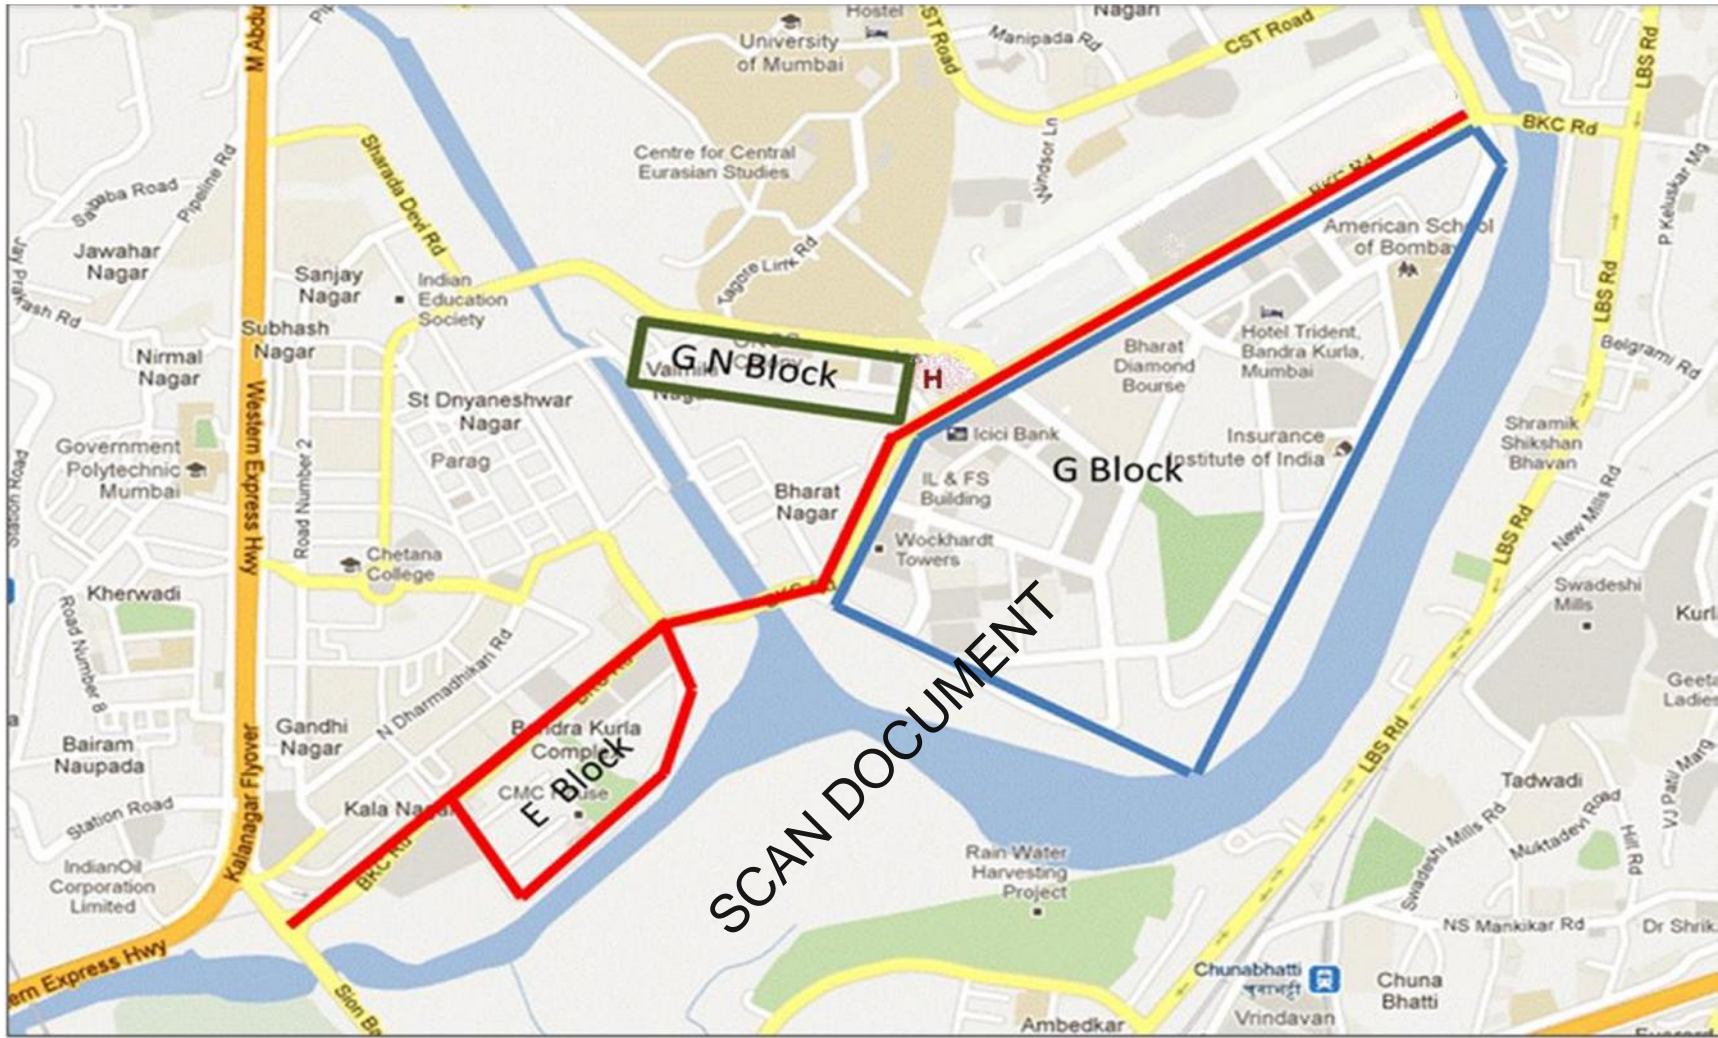 M Abdu
Hostel
Nagari
University
of Mumbai
CST Road
Manipada Rd
CST Road
LBS Rd
BKC Rd
Sharada Devi Rd
Pipeline Rd
Centre for Central
Eurasian Studies
Windsor Ln
P Keluskar Mg
Jawahar
Nagar
Jay Prakash Rd
Sanjay
Nagar
Indian
Education
Society
American School
of Bombay
Subhash
Nagar
Nirmal
Nagar
G N Block
H
Bharat
Diamond
Bourse
Hotel Trident,
Bandra Kurla,
Mumbai
LBS Rd
Belgrami Rd
Western Express Hwy
St Dnyaneshwar
Nagar
Parag
Government
Polytechnic
Mumbai
Station Road
Road Number 2
Icici Bank
IL & FS
Building
G Block
Insurance
Institute of India
Shramik
Shikshan
Bhavan
New Mills Rd
LBS Rd
Bharat
Nagar
Wockhardt
Towers
Chetana
College
Kherwadi
Road Number 8
Swadeshi
Mills
Kurl
N Dharmadhikari Rd
Gandhi
Nagar
Bairam
Naupada
Station Road
Kalanagar Flyover
Bandra Kurla
Complex
CMC House
E Block
SCAN DOCUMENT
Geeta
Ladies
LBS Rd
Tadwadi
VJ Patil Marg
Kala Nagar
BKC Rd
IndianOil
Corporation
Limited
Rain Water
Harvesting
Project
Swadeshi Mills Rd
Muktadevi Road
Hill Rd
NS Mankikar Rd
Dr Shrik
ern Express Hwy
Sion Ba
Chunabhatti
चुनाभट्टी
Chuna
Bhatti
Vrindavan
Ambedkar